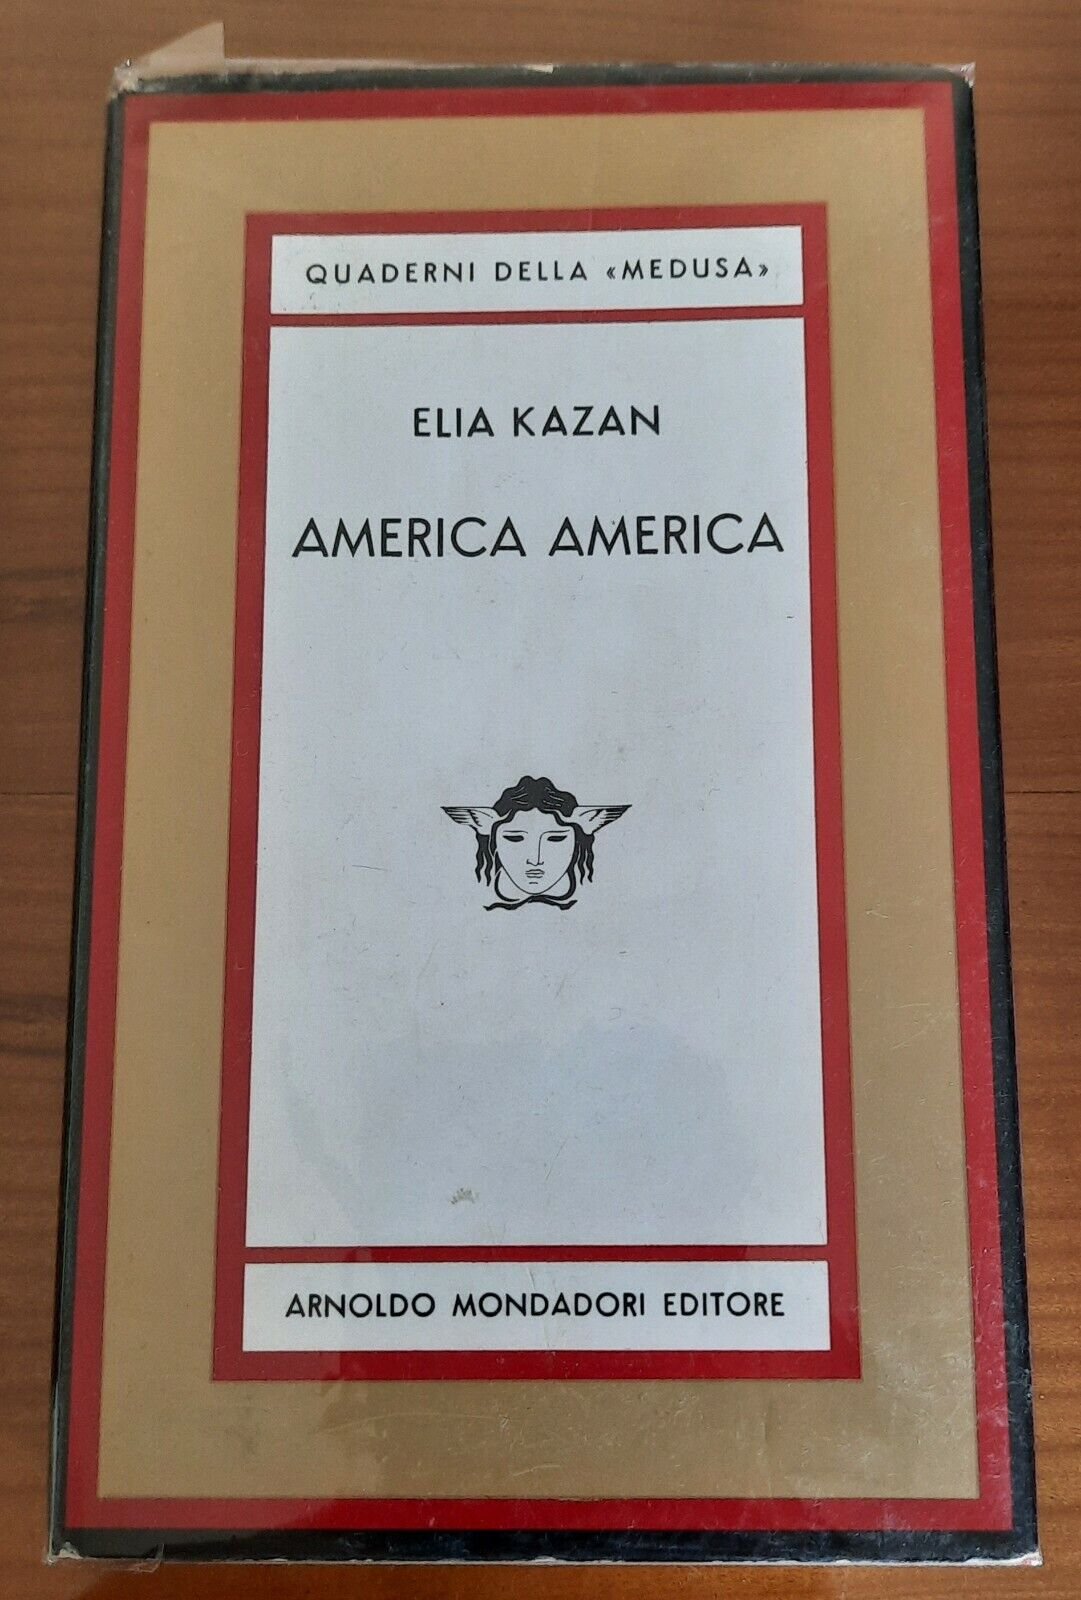 QUADERNI DELLA «MEDUSA»
ELIA KAZAN
AMERICA AMERICA
ARNOLDO MONDADORI EDITORE